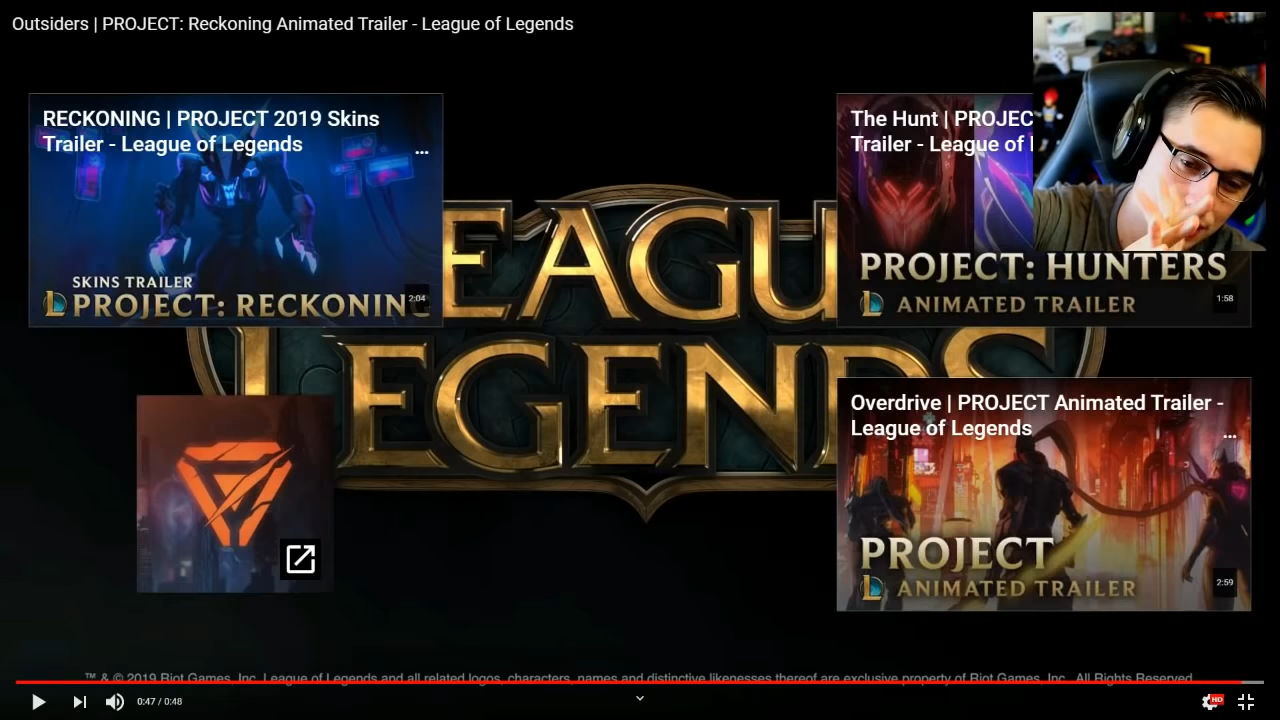 Outsiders | PROJECT: Reckoning Animated Trailer - League of Legends
RECKONING | PROJECT 2019 Skins
Trailer - League of Legends
SKINS TRAILER
PROJECT: RECKONING
2:04
The Hunt | PROJEC
Trailer - League of l
PROJECT: HUNTERS
ANIMATED TRAILER
1:58
LEAGUE
LEGENDS
Overdrive | PROJECT Animated Trailer -
League of Legends
PROJECT
ANIMATED TRAILER
2:59
™ & © 2019 Riot Games, Inc. League of Legends and all related logos, characters, names and distinctive likenesses thereof are exclusive property of Riot Games, Inc. All Rights Reserved.
0:47 / 0:48
HD